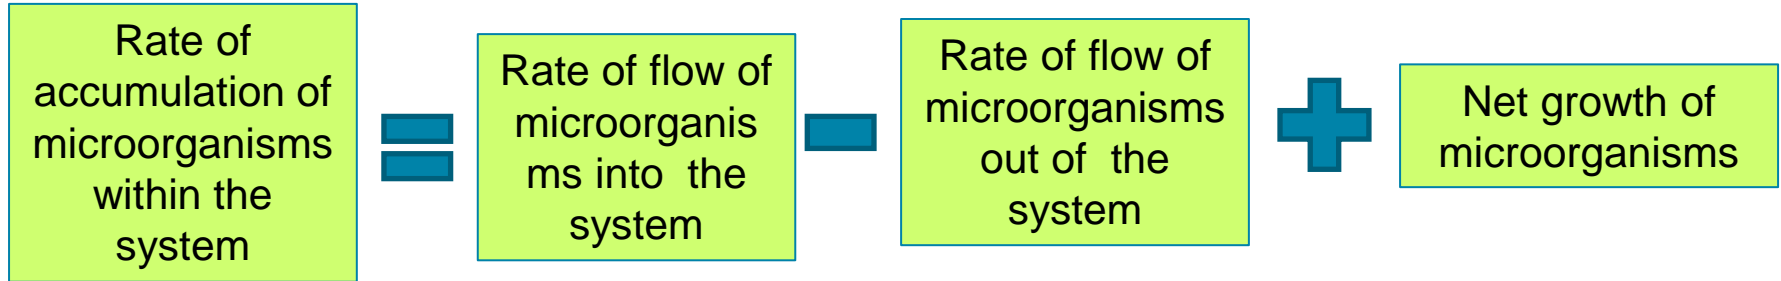 Rate of
accumulation of
microorganisms
within the
system
Rate of flow of
microorganis
ms into the
system
Rate of flow of
microorganisms
out of the
system
Net growth of
microorganisms